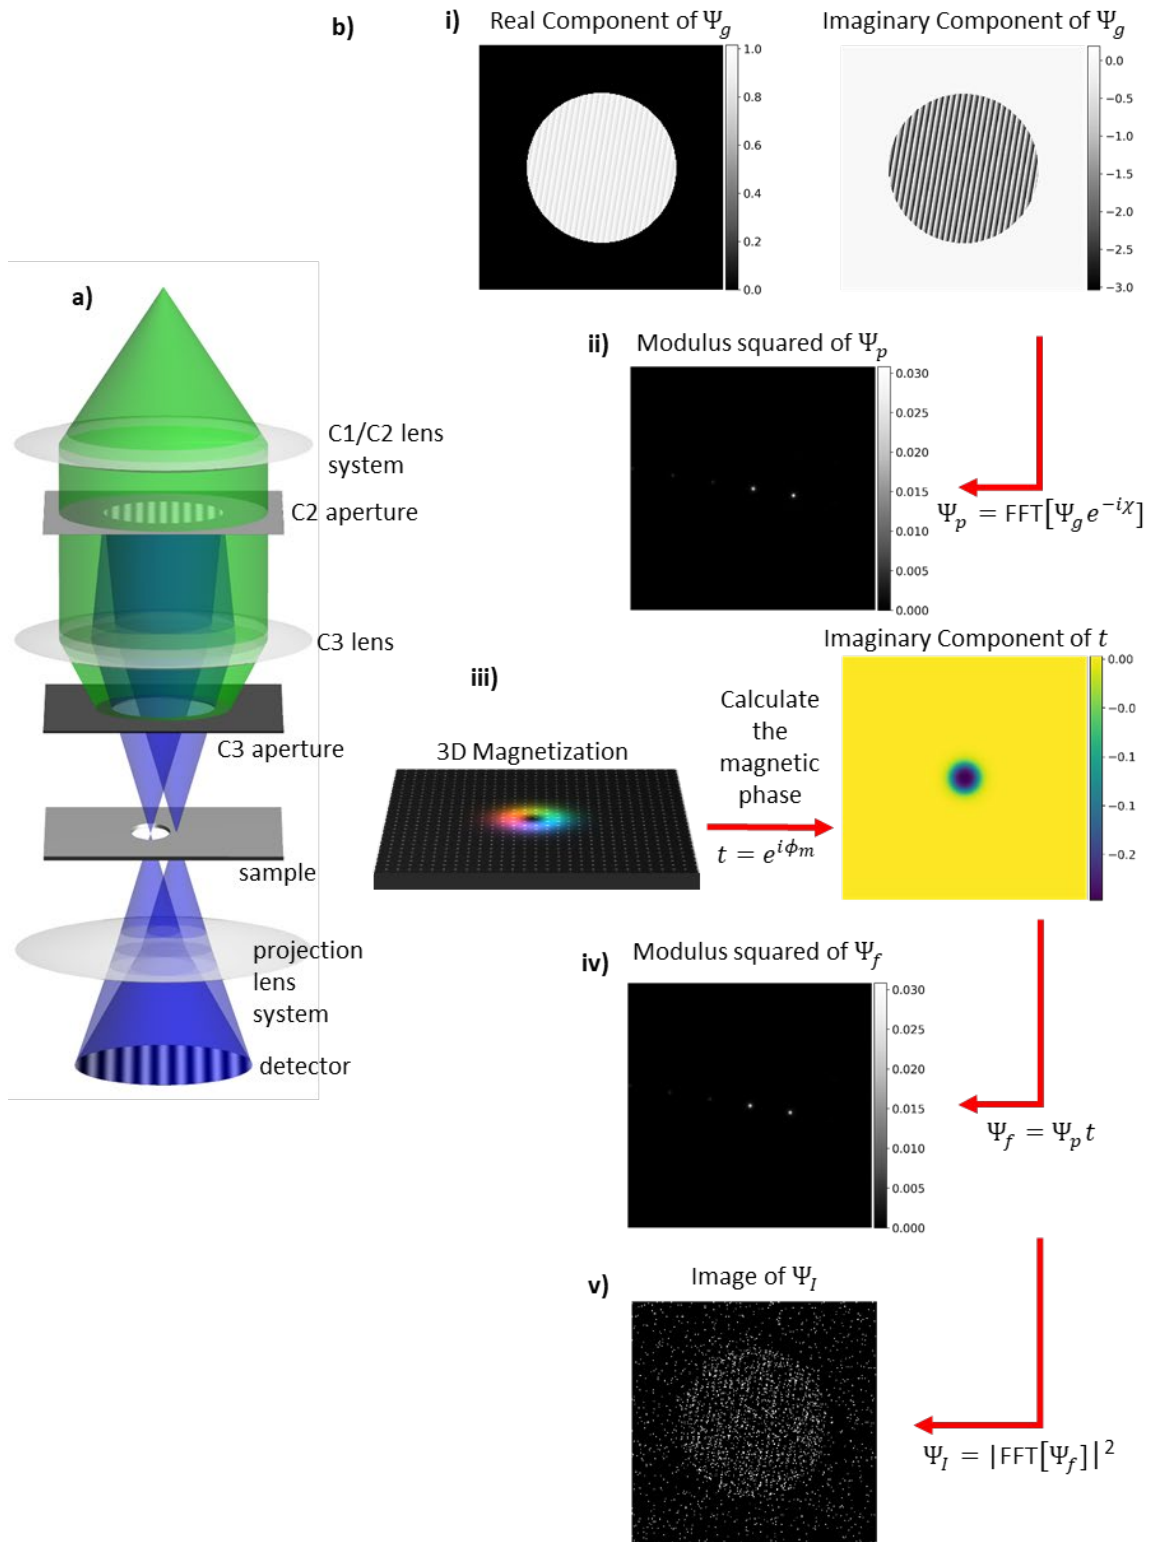 a)
C1/C2 lens
system
C2 aperture
C3 lens
C3 aperture
sample
projection
lens
system
detector
b)
i)
Real Component of Ψg
1.0
0.8
0.6
0.4
0.2
0.0
Imaginary Component of Ψg
0.0
−0.5
−1.0
−1.5
−2.0
−2.5
−3.0
ii)
Modulus squared of Ψp
0.030
0.025
0.020
0.015
0.010
0.005
0.000
Ψp = FFT[Ψg e^−iχ]
iii)
3D Magnetization
Calculate
the
magnetic
phase
t = e^iϕm
Imaginary Component of t
0.00
−0.0
−0.1
−0.1
−0.2
iv)
Modulus squared of Ψf
0.030
0.025
0.020
0.015
0.010
0.005
0.000
Ψf = Ψp t
v)
Image of ΨI
ΨI = |FFT[Ψf]|²